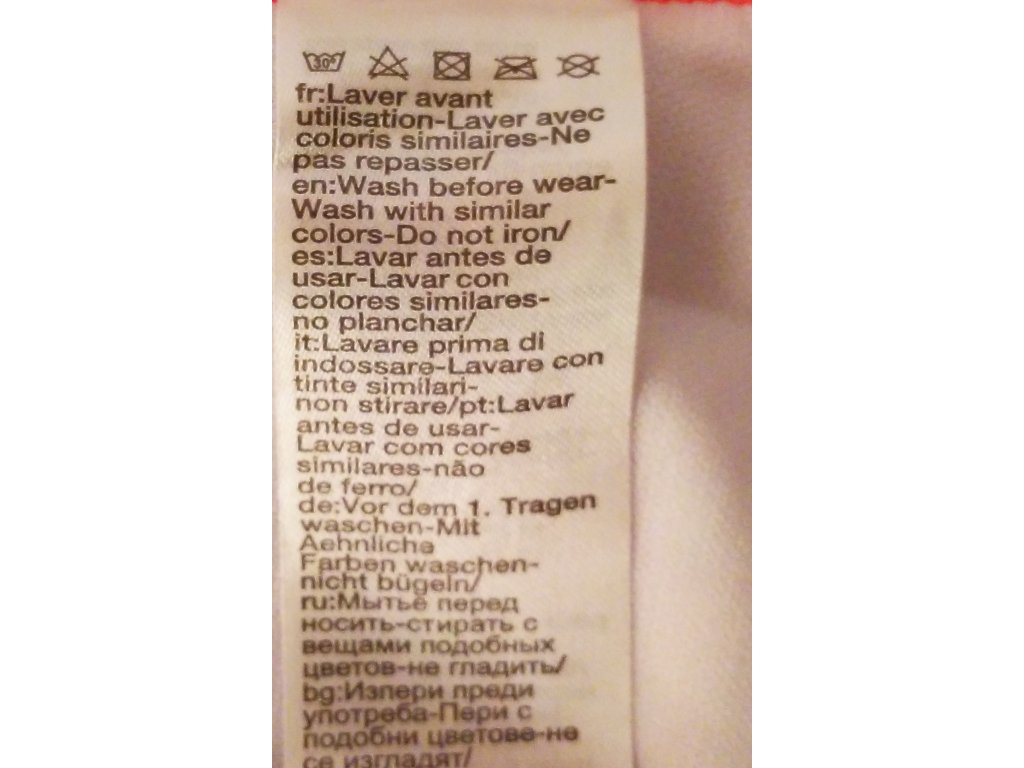 30°
fr:Laver avant
utilisation-Laver avec
coloris similaires-Ne
pas repasser/
en:Wash before wear-
Wash with similar
colors-Do not iron/
es:Lavar antes de
usar-Lavar con
colores similares-
no planchar/
it:Lavare prima di
indossare-Lavare con
tinte similari-
non stirare/pt:Lavar
antes de usar-
Lavar com cores
similares-não
de ferro/
de:Vor dem 1. Tragen
waschen-Mit
Aehnliche
Farben waschen-
nicht bügeln/
ru:Мытьё перед
носить-стирать с
вещами подобных
цветов-не гладить/
bg:Изпери преди
употреба-Пери с
подобни цветове-не
се изгладят/